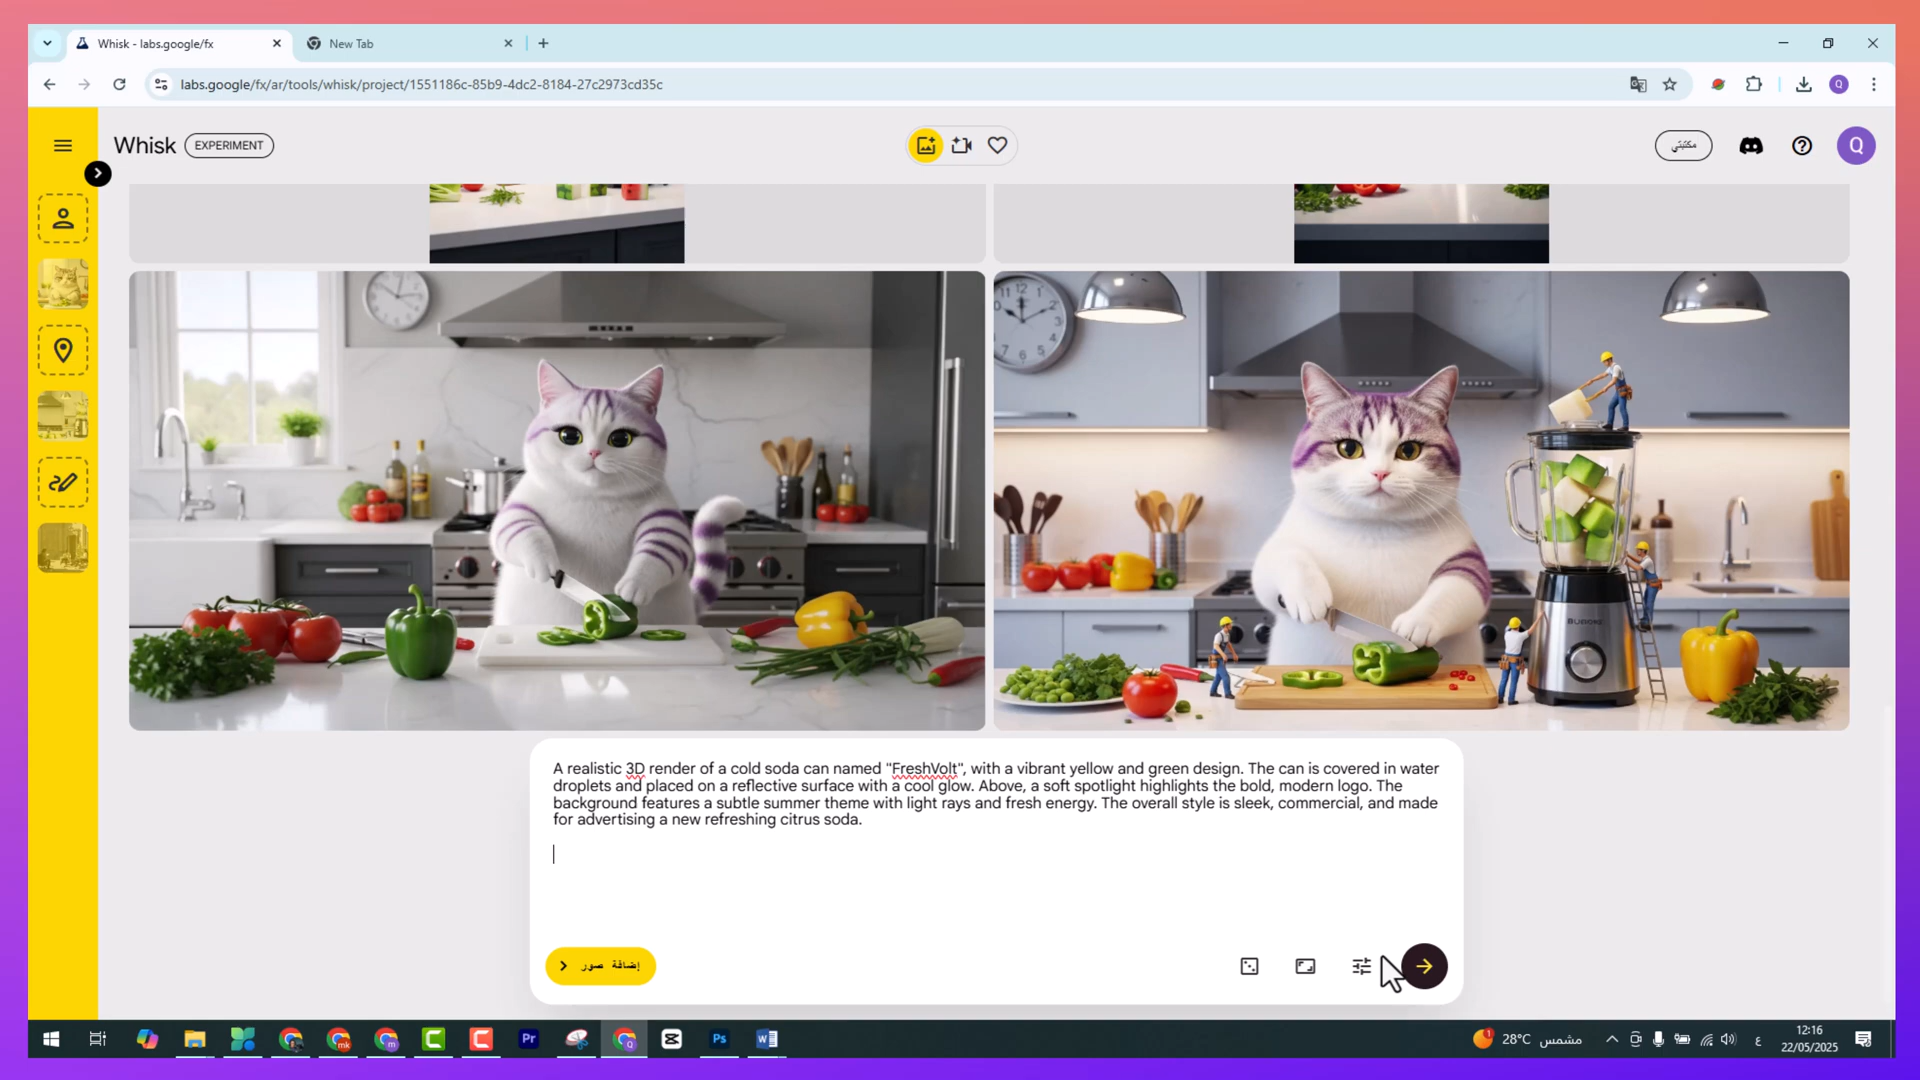 Whisk - labs.google/fx
New Tab
labs.google/fx/ar/tools/whisk/project/1551186c-85b9-4dc2-8184-27c2973cd35c
Q
Whisk
EXPERIMENT
مكتبتي
Q
A realistic 3D render of a cold soda can named "FreshVolt", with a vibrant yellow and green design. The can is covered in water
droplets and placed on a reflective surface with a cool glow. Above, a soft spotlight highlights the bold, modern logo. The
background features a subtle summer theme with light rays and fresh energy. The overall style is sleek, commercial, and made
for advertising a new refreshing citrus soda.
إضافة صور
mk
m
Pr
Q
Ps
1
28°C مشمس
ع
12:16
22/05/2025